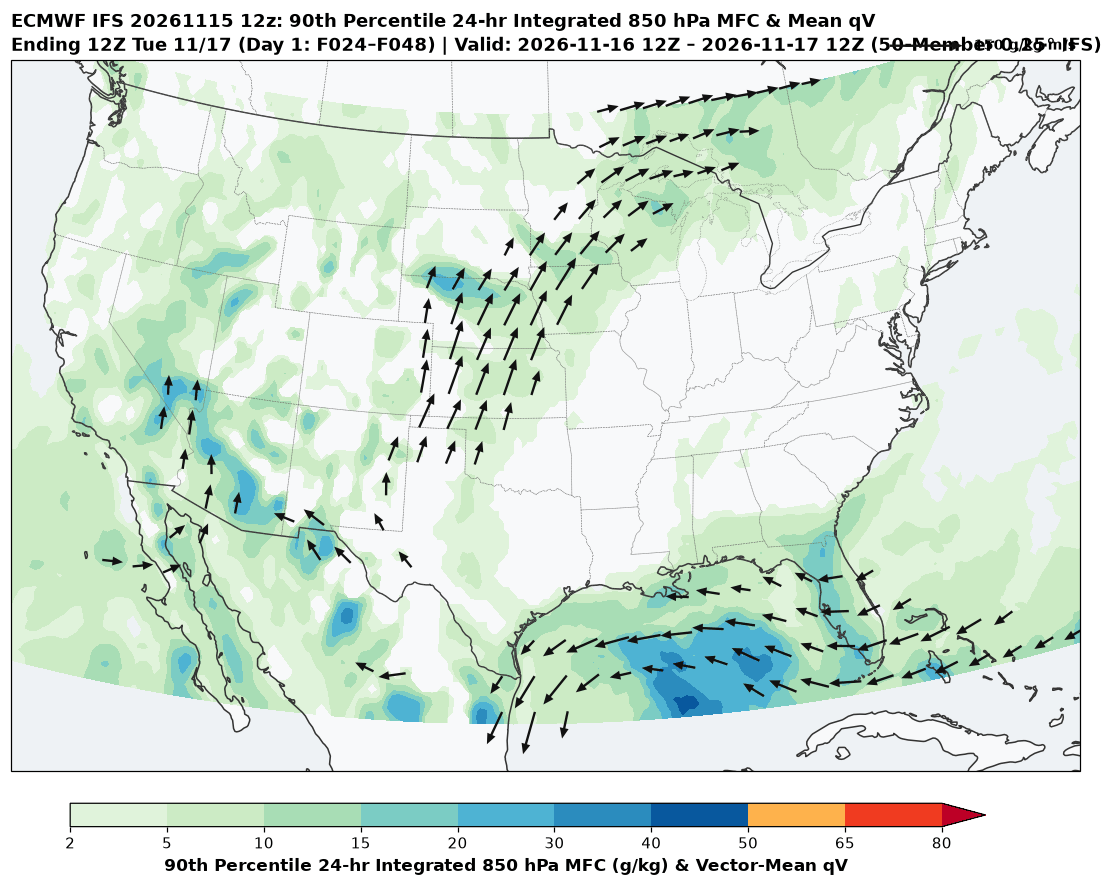 ECMWF IFS 20261115 12z: 90th Percentile 24-hr Integrated 850 hPa MFC & Mean qV
Ending 12Z Tue 11/17 (Day 1: F024–F048) | Valid: 2026-11-16 12Z – 2026-11-17 12Z (50-Member 0.25° IFS)
150 g/kg·m/s
2 5 10 15 20 30 40 50 65 80
90th Percentile 24-hr Integrated 850 hPa MFC (g/kg) & Vector-Mean qV